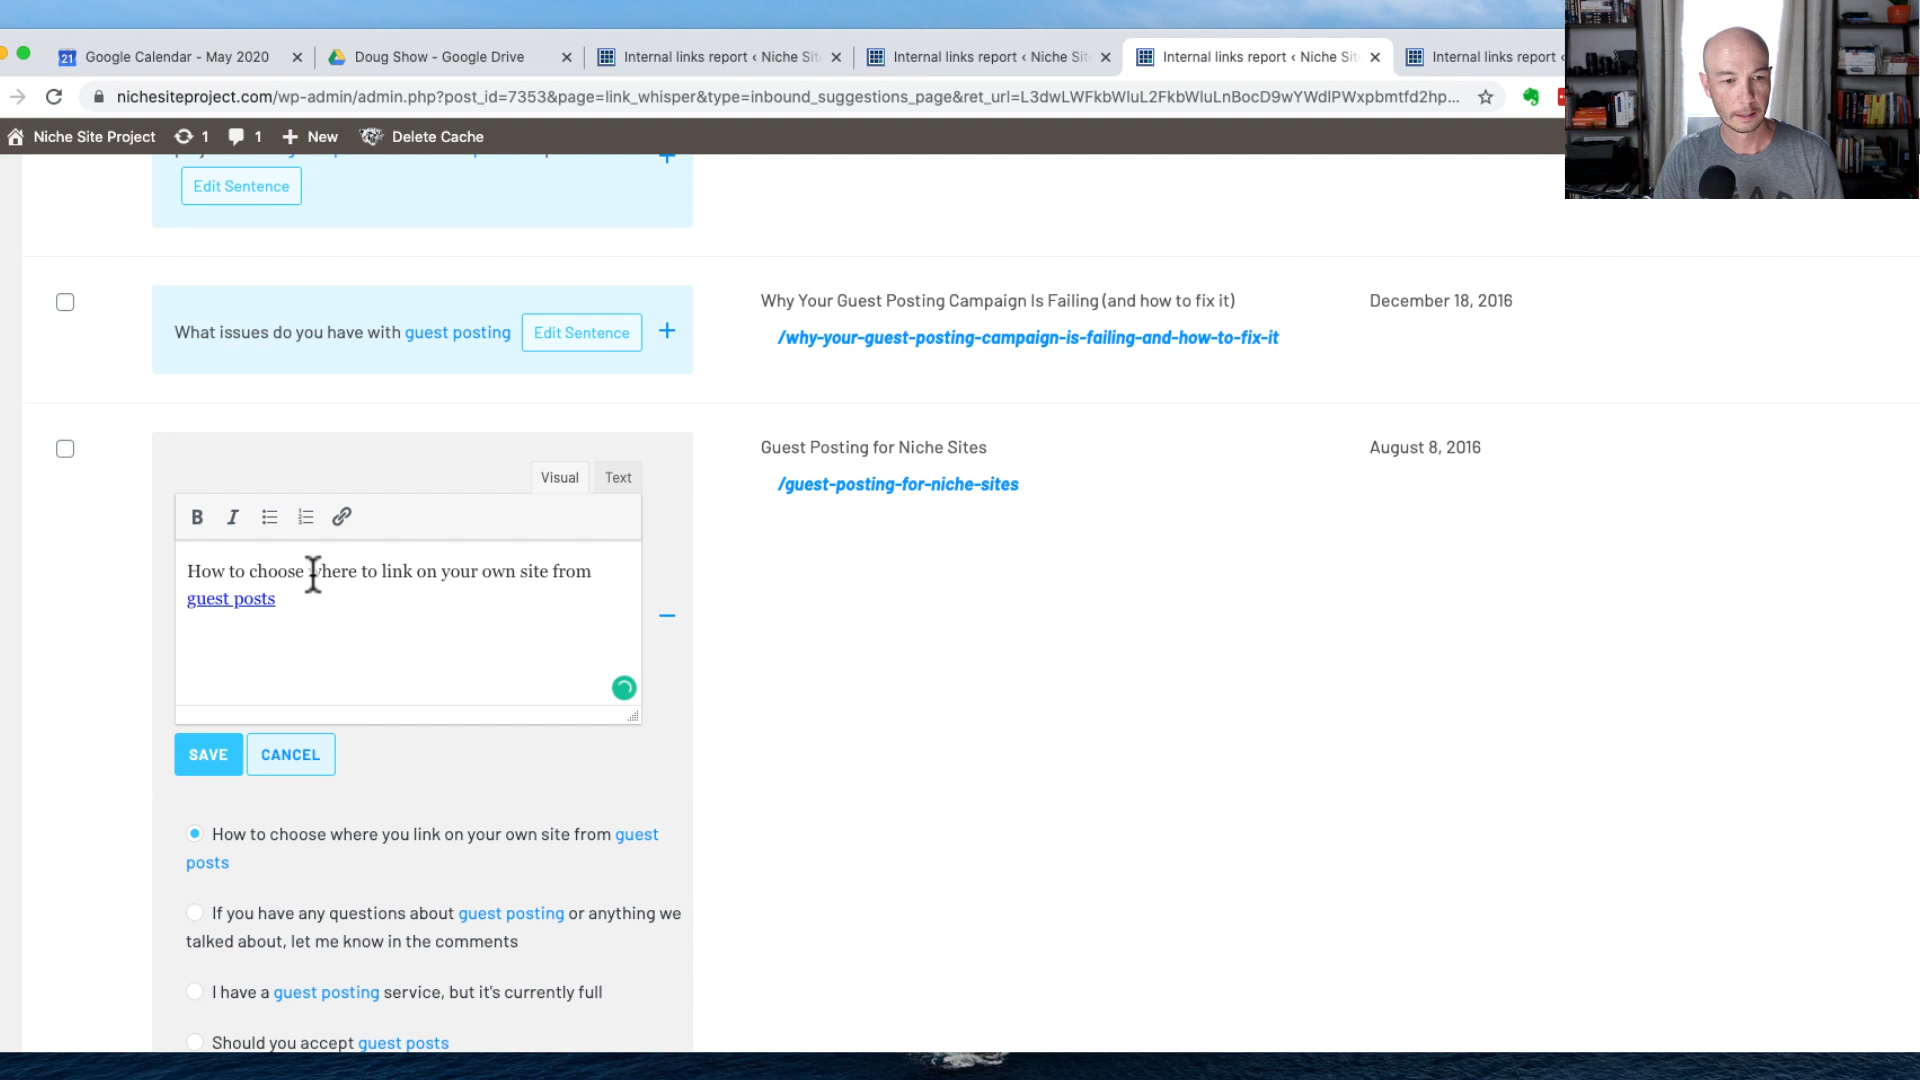 21 Google Calendar - May 2020
Doug Show - Google Drive
Internal links report ‹ Niche Sit
Internal links report ‹ Niche Sit
Internal links report ‹ Niche Sit
Internal links report ‹
nichesiteproject.com/wp-admin/admin.php?post_id=7353&page=link_whisper&type=inbound_suggestions_page&ret_url=L3dwLWFkbWluL2FkbWluLnBocD9wYWdlPWxpbmtfd2hp...
Niche Site Project 1 1 + New Delete Cache
Edit Sentence
What issues do you have with guest posting Edit Sentence +
Why Your Guest Posting Campaign Is Failing (and how to fix it)
December 18, 2016
/why-your-guest-posting-campaign-is-failing-and-how-to-fix-it
Guest Posting for Niche Sites
August 8, 2016
/guest-posting-for-niche-sites
Visual Text
B I
How to choose where to link on your own site from
guest posts
SAVE CANCEL
How to choose where you link on your own site from guest
posts
If you have any questions about guest posting or anything we
talked about, let me know in the comments
I have a guest posting service, but it's currently full
Should you accept guest posts